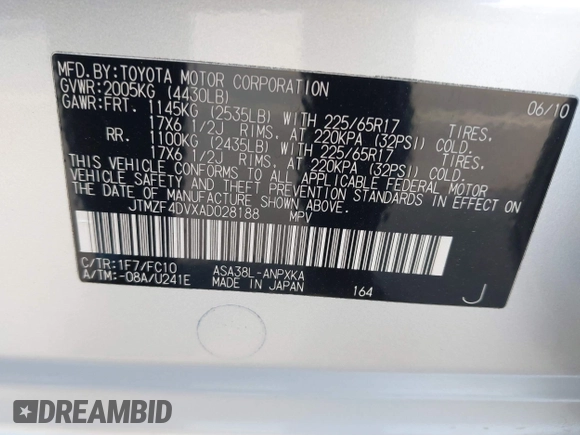 MFD.BY:TOYOTA MOTOR CORPORATION 06/10
GVWR:2005KG (4430LB)
GAWR:FRT. 1145KG (2535LB) WITH 225/65R17 TIRES,
17X6 1/2J RIMS, AT 220KPA (32PSI) COLD.
RR. 1100KG (2435LB) WITH 225/65R17 TIRES,
17X6 1/2J RIMS, AT 220KPA (32PSI) COLD.
THIS VEHICLE CONFORMS TO ALL APPLICABLE FEDERAL MOTOR
VEHICLE SAFETY AND THEFT PREVENTION STANDARDS IN EFFECT ON
THE DATE OF MANUFACTURE SHOWN ABOVE.
JTMZF4DVXAD028188 MPV
C/TR:1F7/FC10 ASA38L-ANPXKA
A/TM:-08A/U241E MADE IN JAPAN 164 J
DREAMBID